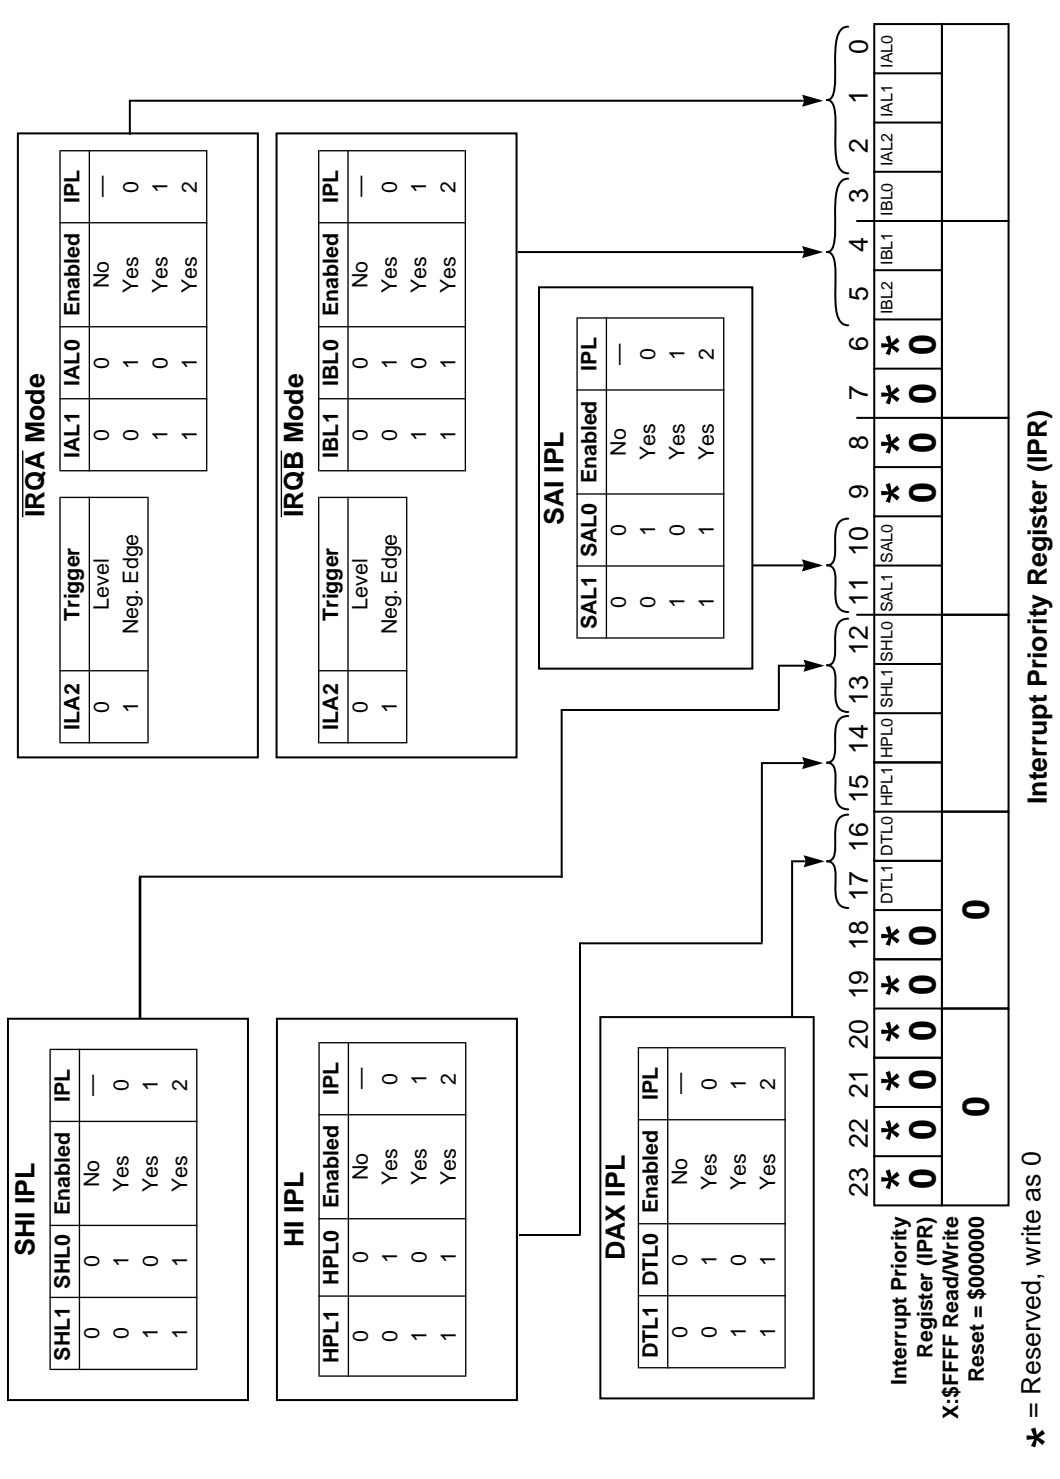 IRQA Mode
ILA2 Trigger
0 Level
1 Neg. Edge
IAL1 IAL0 Enabled IPL
0 0 No —
0 1 Yes 0
1 0 Yes 1
1 1 Yes 2
IRQB Mode
ILA2 Trigger
0 Level
1 Neg. Edge
IBL1 IBL0 Enabled IPL
0 0 No —
0 1 Yes 0
1 0 Yes 1
1 1 Yes 2
SHI IPL
SHL1 SHL0 Enabled IPL
0 0 No —
0 1 Yes 0
1 0 Yes 1
1 1 Yes 2
HI IPL
HPL1 HPL0 Enabled IPL
0 0 No —
0 1 Yes 0
1 0 Yes 1
1 1 Yes 2
SAI IPL
SAL1 SAL0 Enabled IPL
0 0 No —
0 1 Yes 0
1 0 Yes 1
1 1 Yes 2
DAX IPL
DTL1 DTL0 Enabled IPL
0 0 No —
0 1 Yes 0
1 0 Yes 1
1 1 Yes 2
23 22 21 20 19 18 17 16 15 14 13 12 11 10 9 8 7 6 5 4 3 2 1 0
* * * * * * DTL1 DTL0 HPL1 HPL0 SHL1 SHL0 SAL1 SAL0 * * * * IBL2 IBL1 IBL0 IAL2 IAL1 IAL0
0 0 0 0 0 0 0 0 0 0
0 0
Interrupt Priority
Register (IPR)
X:$FFFF Read/Write
Reset = $000000
Interrupt Priority Register (IPR)
* = Reserved, write as 0